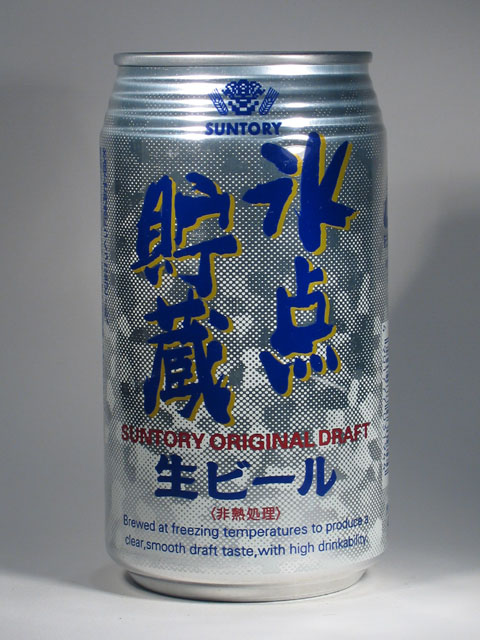 SUNTORY
氷点
貯蔵
SUNTORY ORIGINAL DRAFT
生ビール
〈非熱処理〉
Brewed at freezing temperatures to produce a
clear,smooth draft taste,with high drinkability.